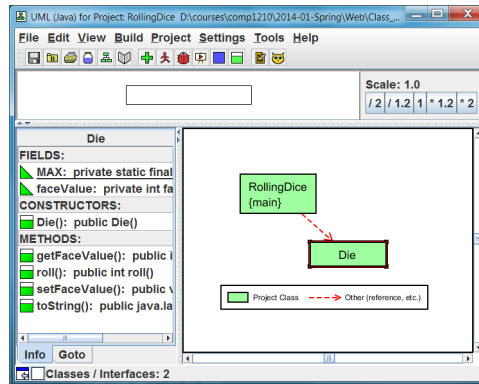 UML (Java) for Project: RollingDice D:\courses\comp1210\2014-01-Spring\Web\Class_...
File Edit View Build Project Settings Tools Help
Scale: 1.0
/ 2 / 1.2 1 * 1.2 * 2
Die
FIELDS:
MAX: private static final
faceValue: private int fa
CONSTRUCTORS:
Die(): public Die()
METHODS:
getFaceValue(): public i
roll(): public int roll()
setFaceValue(): public v
toString(): public java.la
Info Goto
RollingDice
{main}
Die
Project Class Other (reference, etc.)
Classes / Interfaces: 2